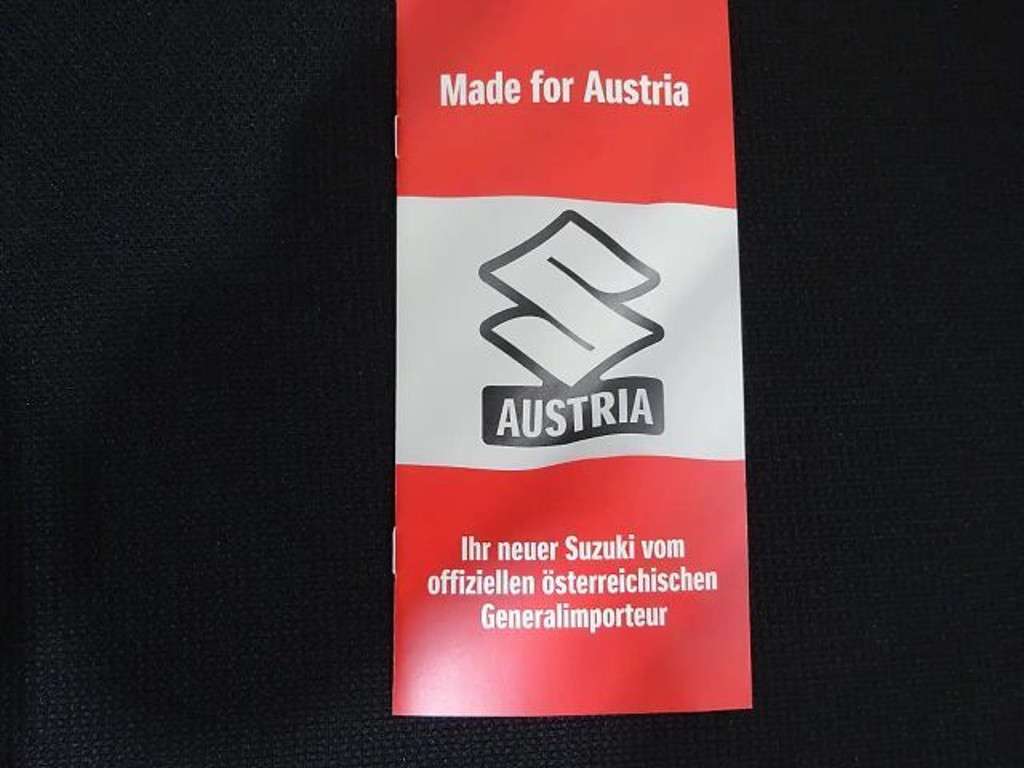 Made for Austria
AUSTRIA
Ihr neuer Suzuki vom
offiziellen österreichischen
Generalimporteur